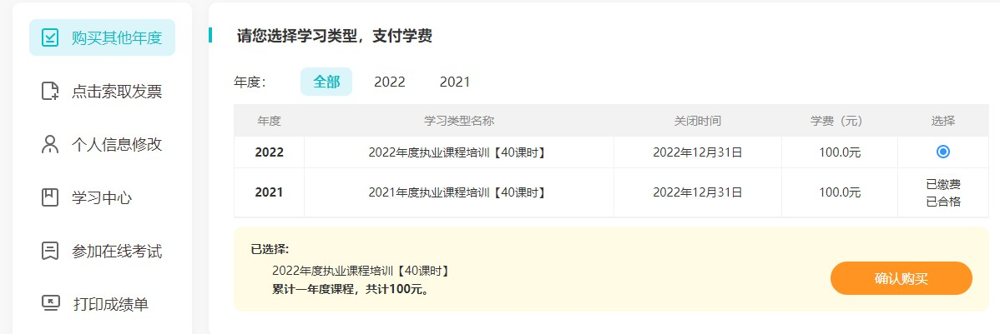 购买其他年度
点击索取发票
个人信息修改
学习中心
参加在线考试
打印成绩单
请您选择学习类型，支付学费
年度： 全部 2022 2021
年度 学习类型名称 关闭时间 学费（元） 选择
2022 2022年度执业课程培训【40课时】 2022年12月31日 100.0元
2021 2021年度执业课程培训【40课时】 2022年12月31日 100.0元 已缴费
已合格
已选择:
2022年度执业课程培训【40课时】
累计一年度课程，共计100元。
确认购买